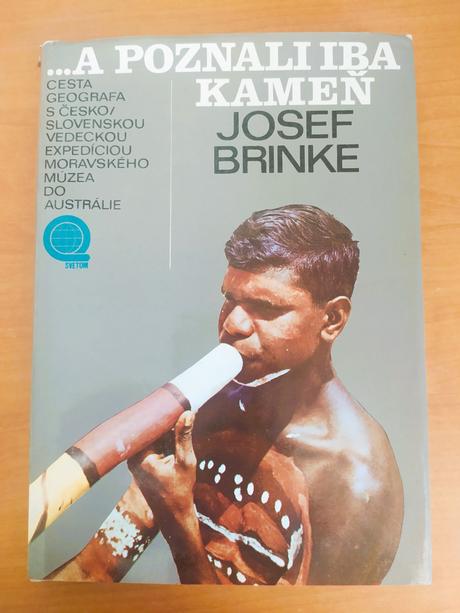 ...A POZNALI IBA
KAMEŇ
JOSEF
BRINKE
CESTA
GEOGRAFA
S ČESKO/
SLOVENSKOU
VEDECKOU
EXPEDÍCIOU
MORAVSKÉHO
MÚZEA
DO
AUSTRÁLIE
SVETOM